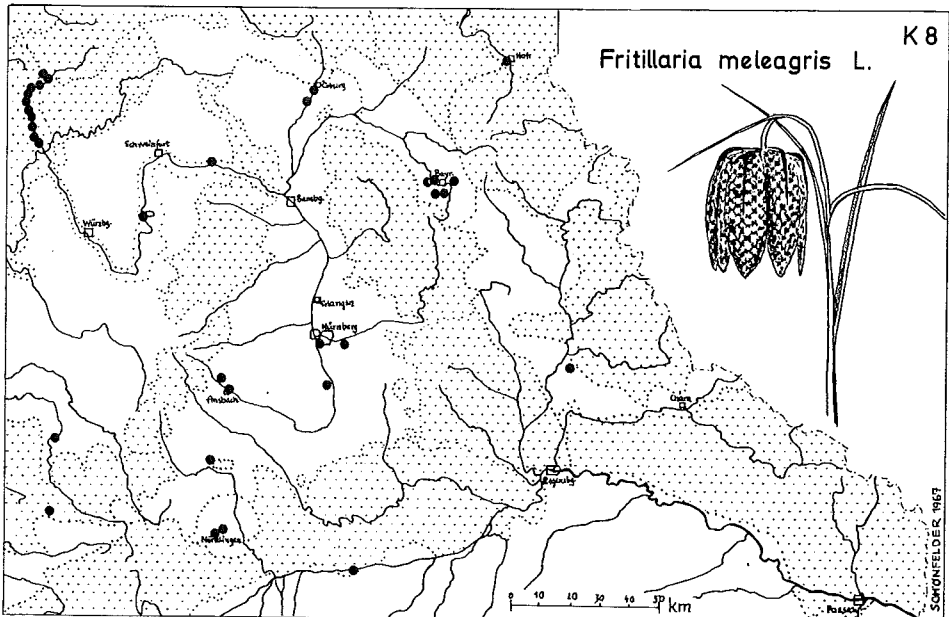 K 8
Fritillaria meleagris L.
Hof
Coburg
Schweinfurt
Bayr.
Bambg.
Würzbg.
Erlangen
Nürnberg
Ansbach
Cham
Regensbg.
Nördlingen
0 10 20 30 40 50 km
Passau
SCHÖNFELDER 1967